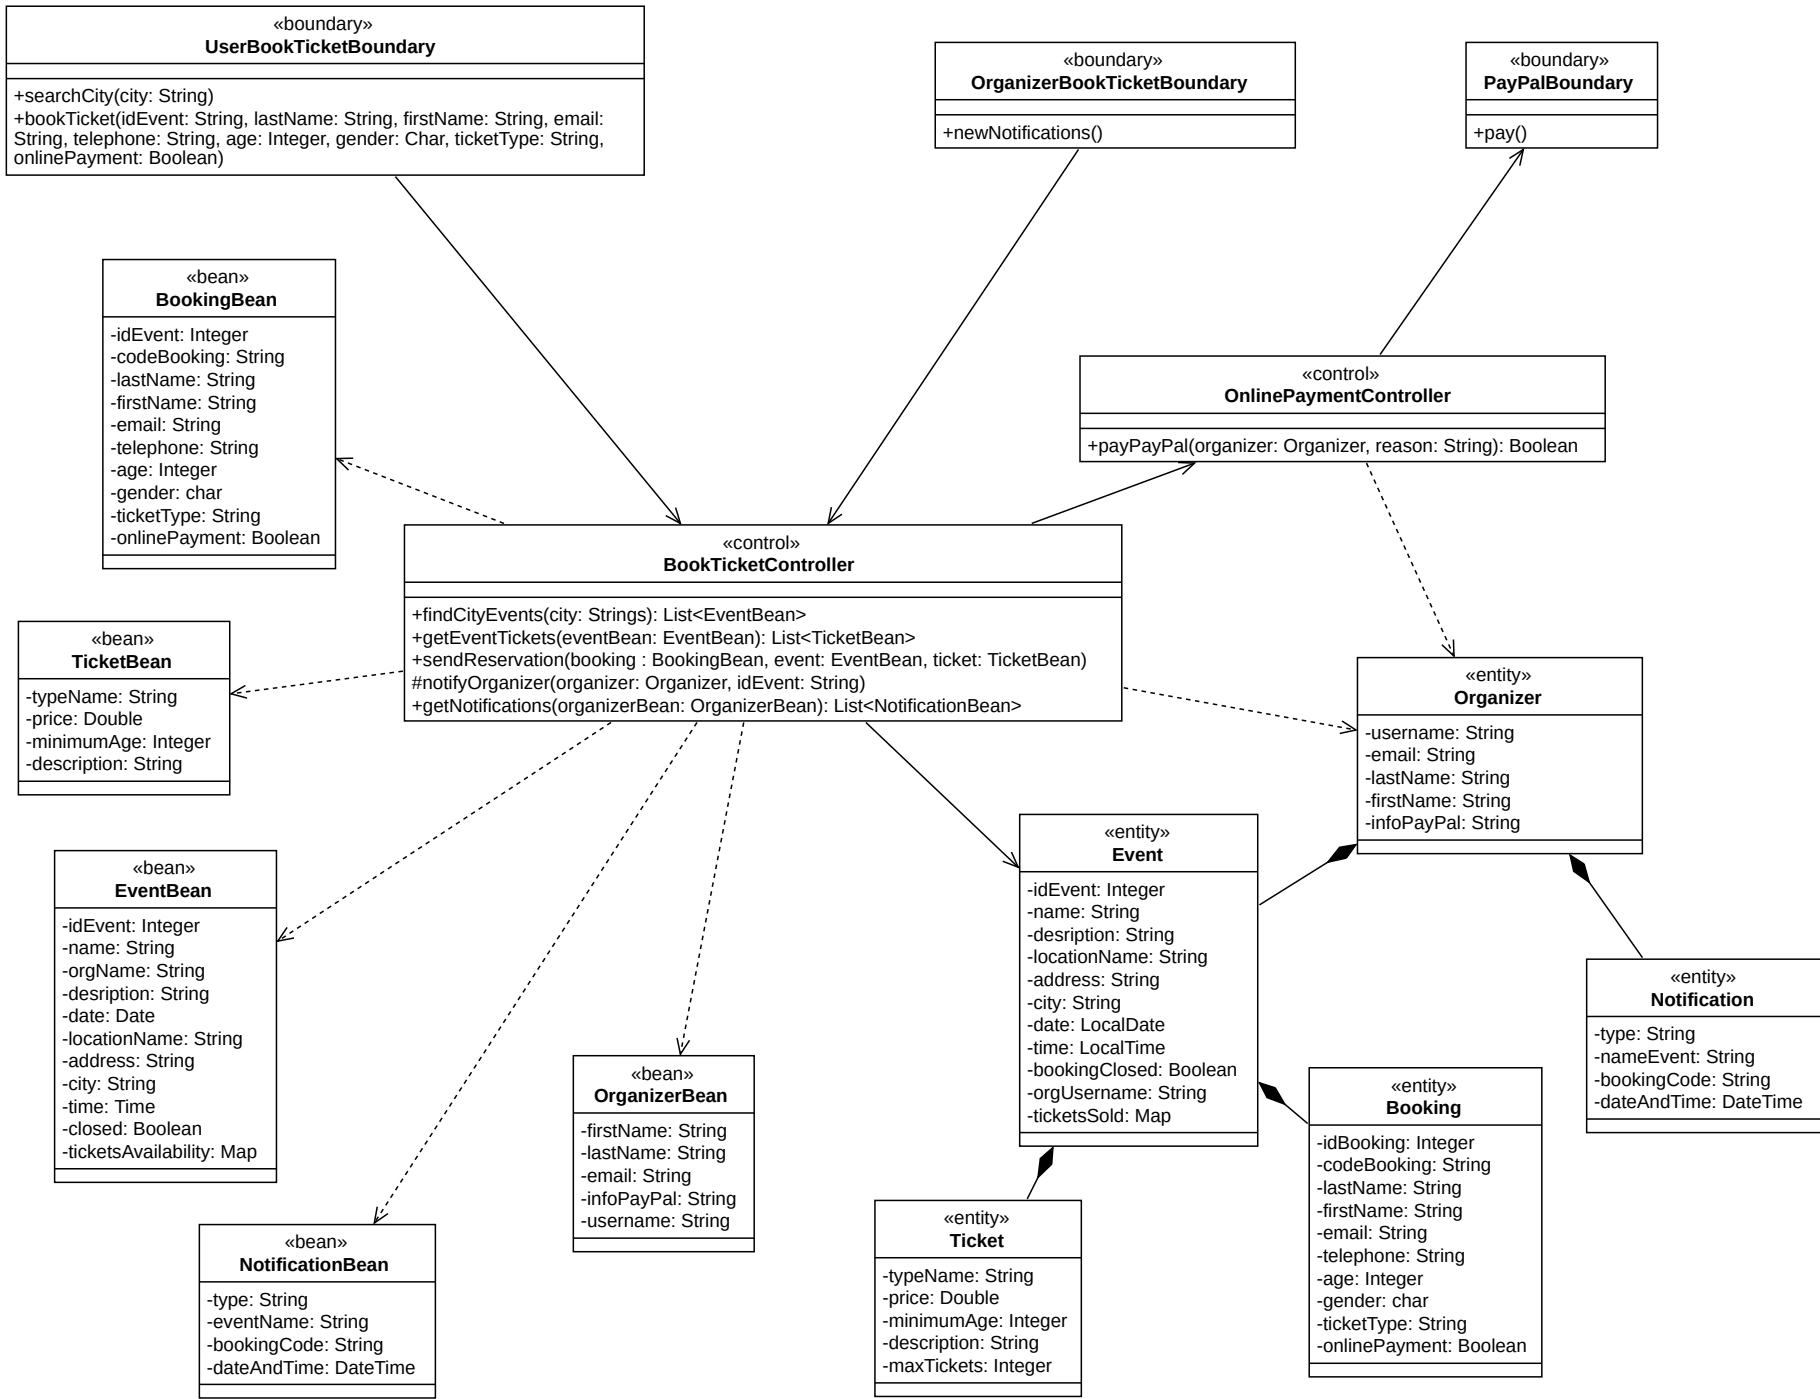 «boundary»
UserBookTicketBoundary
+searchCity(city: String)
+bookTicket(idEvent: String, lastName: String, firstName: String, email:
String, telephone: String, age: Integer, gender: Char, ticketType: String,
onlinePayment: Boolean)
«boundary»
OrganizerBookTicketBoundary
+newNotifications()
«boundary»
PayPalBoundary
+pay()
«bean»
BookingBean
-idEvent: Integer
-codeBooking: String
-lastName: String
-firstName: String
-email: String
-telephone: String
-age: Integer
-gender: char
-ticketType: String
-onlinePayment: Boolean
«control»
OnlinePaymentController
+payPayPal(organizer: Organizer, reason: String): Boolean
«control»
BookTicketController
+findCityEvents(city: Strings): List<EventBean>
+getEventTickets(eventBean: EventBean): List<TicketBean>
+sendReservation(booking : BookingBean, event: EventBean, ticket: TicketBean)
#notifyOrganizer(organizer: Organizer, idEvent: String)
+getNotifications(organizerBean: OrganizerBean): List<NotificationBean>
«bean»
TicketBean
-typeName: String
-price: Double
-minimumAge: Integer
-description: String
«entity»
Organizer
-username: String
-email: String
-lastName: String
-firstName: String
-infoPayPal: String
«bean»
EventBean
-idEvent: Integer
-name: String
-orgName: String
-desription: String
-date: Date
-locationName: String
-address: String
-city: String
-time: Time
-closed: Boolean
-ticketsAvailability: Map
«entity»
Event
-idEvent: Integer
-name: String
-desription: String
-locationName: String
-address: String
-city: String
-date: LocalDate
-time: LocalTime
-bookingClosed: Boolean
-orgUsername: String
-ticketsSold: Map
«entity»
Notification
-type: String
-nameEvent: String
-bookingCode: String
-dateAndTime: DateTime
«bean»
OrganizerBean
-firstName: String
-lastName: String
-email: String
-infoPayPal: String
-username: String
«entity»
Booking
-idBooking: Integer
-codeBooking: String
-lastName: String
-firstName: String
-email: String
-telephone: String
-age: Integer
-gender: char
-ticketType: String
-onlinePayment: Boolean
«bean»
NotificationBean
-type: String
-eventName: String
-bookingCode: String
-dateAndTime: DateTime
«entity»
Ticket
-typeName: String
-price: Double
-minimumAge: Integer
-description: String
-maxTickets: Integer